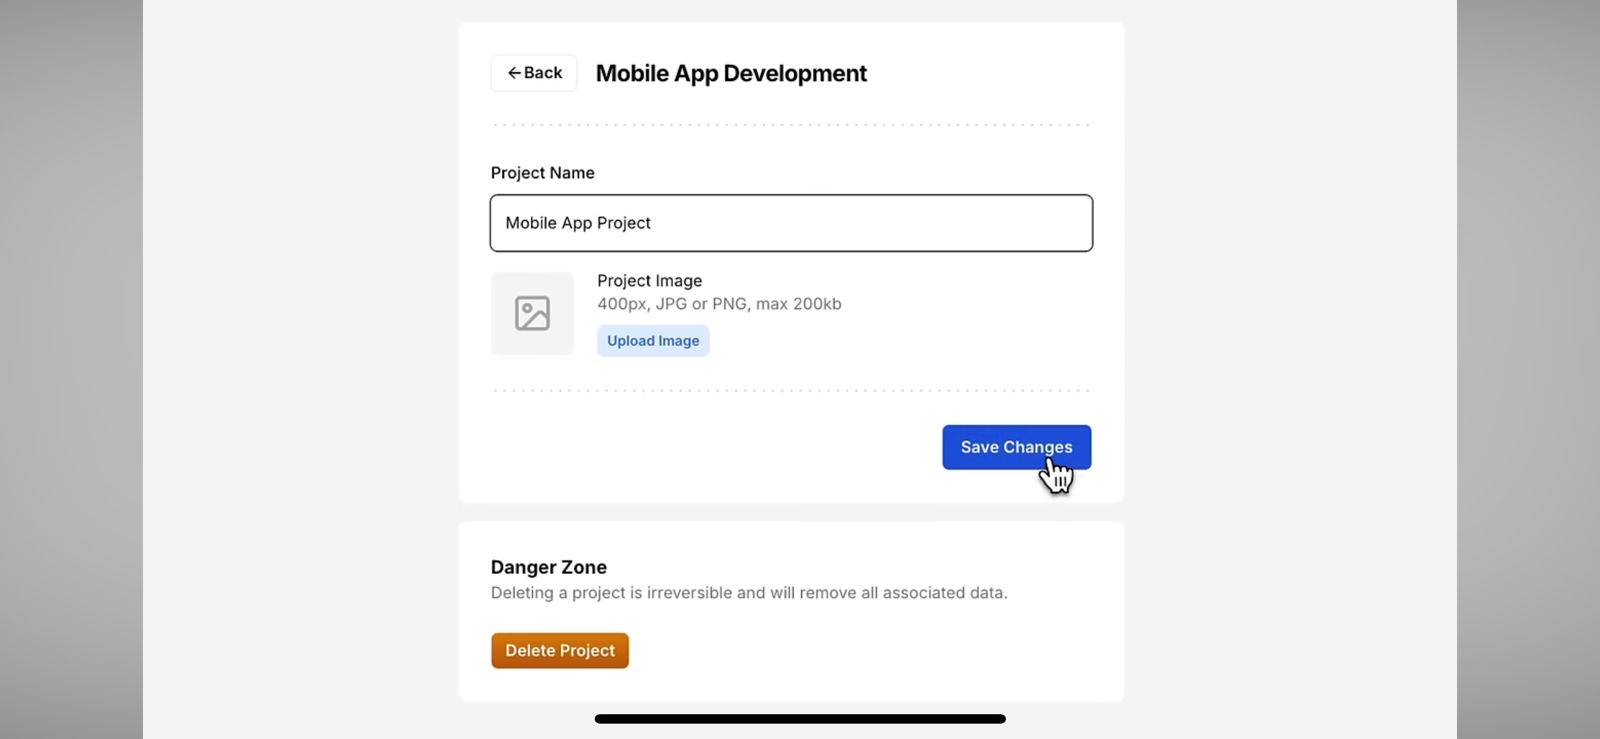 ←Back
Mobile App Development
Project Name
Mobile App Project
Project Image
400px, JPG or PNG, max 200kb
Upload Image
Save Changes
Danger Zone
Deleting a project is irreversible and will remove all associated data.
Delete Project